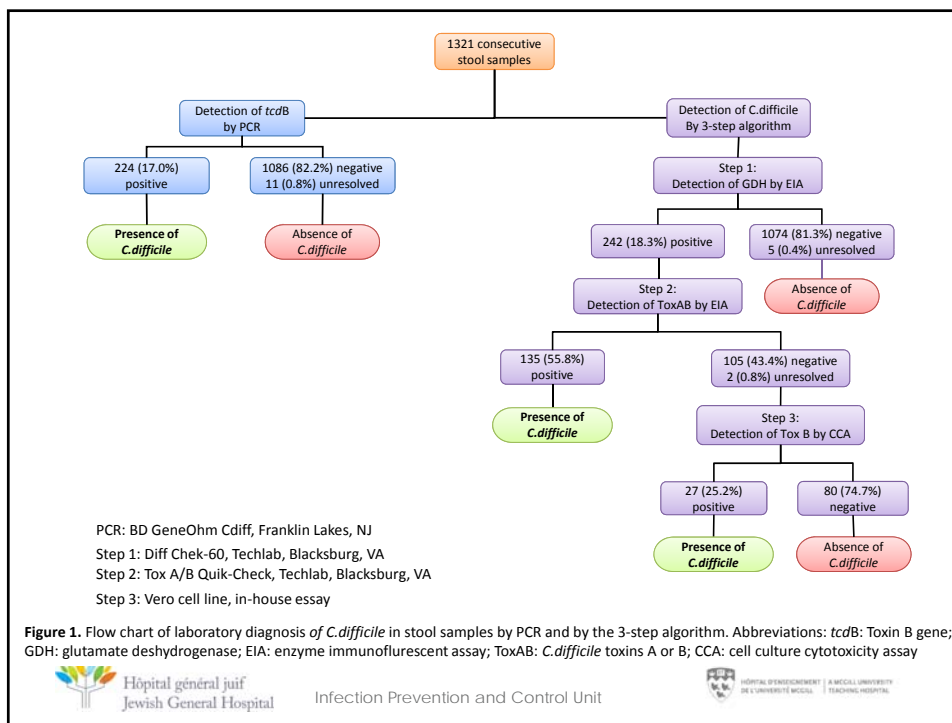 1321 consecutive
stool samples
Detection of tcdB
by PCR
224 (17.0%)
positive
1086 (82.2%) negative
11 (0.8%) unresolved
Presence of
C.difficile
Absence of
C.difficile
Detection of C.difficile
By 3-step algorithm
Step 1:
Detection of GDH by EIA
242 (18.3%) positive
1074 (81.3%) negative
5 (0.4%) unresolved
Step 2:
Detection of ToxAB by EIA
Absence of
C.difficile
135 (55.8%)
positive
105 (43.4%) negative
2 (0.8%) unresolved
Presence of
C.difficile
Step 3:
Detection of Tox B by CCA
27 (25.2%)
positive
80 (74.7%)
negative
Presence of
C.difficile
Absence of
C.difficile
PCR: BD GeneOhm Cdiff, Franklin Lakes, NJ
Step 1: Diff Chek-60, Techlab, Blacksburg, VA
Step 2: Tox A/B Quik-Check, Techlab, Blacksburg, VA
Step 3: Vero cell line, in-house essay
Figure 1. Flow chart of laboratory diagnosis of C.difficile in stool samples by PCR and by the 3-step algorithm. Abbreviations: tcdB: Toxin B gene;
GDH: glutamate deshydrogenase; EIA: enzyme immunoflurescent assay; ToxAB: C.difficile toxins A or B; CCA: cell culture cytotoxicity assay
Hôpital général juif
Jewish General Hospital
Infection Prevention and Control Unit
HÔPITAL D'ENSEIGNEMENT | A MCGILL UNIVERSITY
DE L'UNIVERSITÉ MCGILL | TEACHING HOSPITAL